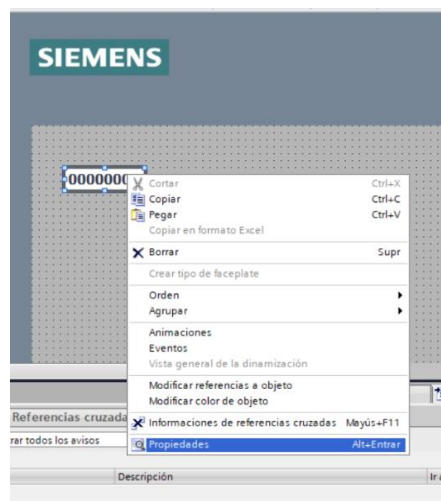 SIEMENS
0000000
Cortar Ctrl+X
Copiar Ctrl+C
Pegar Ctrl+V
Copiar en formato Excel
Borrar Supr
Crear tipo de faceplate
Orden
Agrupar
Animaciones
Eventos
Vista general de la dinamización
Modificar referencias a objeto
Modificar color de objeto
Referencias cruzada
Informaciones de referencias cruzadas Mayús+F11
rar todos los avisos
Propiedades Alt+Entrar
Descripción Ir a